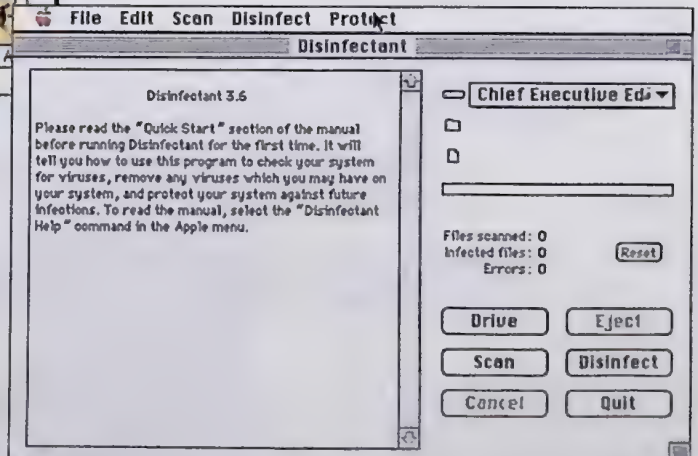 File Edit Scan Disinfect Protect
Disinfectant
Disinfectant 3.6
Please read the "Quick Start" section of the manual
before running Disinfectant for the first time. It will
tell you how to use this program to check your system
for viruses, remove any viruses which you may have on
your system, and protect your system against future
infections. To read the manual, select the "Disinfectant
Help" command in the Apple menu.
Chief Executive Edi
Files scanned: 0
Infected files: 0
Errors: 0
Reset
Drive
Eject
Scan
Disinfect
Cancel
Quit